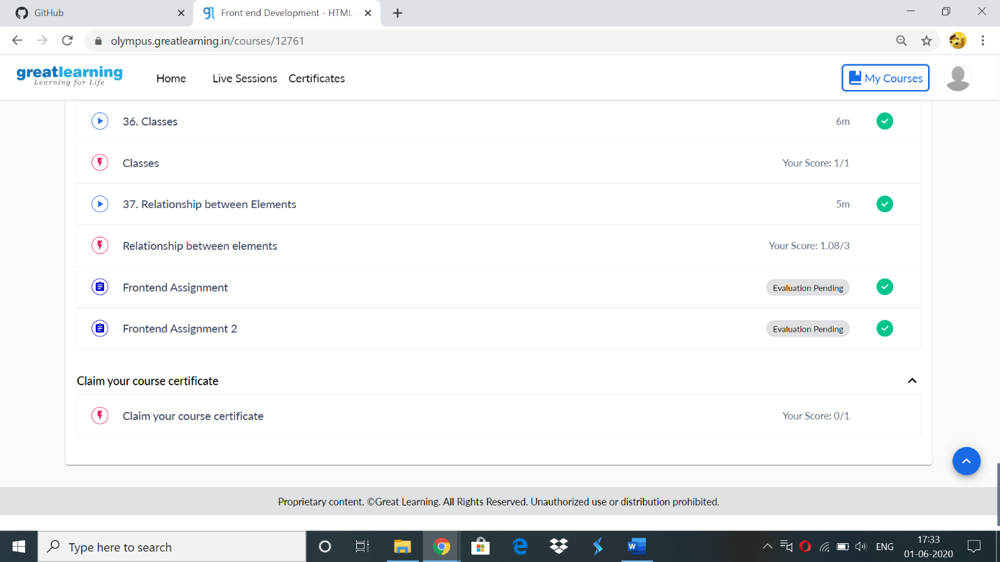 GitHub
Front end Development - HTML
olympus.greatlearning.in/courses/12761
greatlearning
Learning for Life
Home Live Sessions Certificates
My Courses
36. Classes 6m
Classes Your Score: 1/1
37. Relationship between Elements 5m
Relationship between elements Your Score: 1.08/3
Frontend Assignment Evaluation Pending
Frontend Assignment 2 Evaluation Pending
Claim your course certificate
Claim your course certificate Your Score: 0/1
Proprietary content. ©Great Learning. All Rights Reserved. Unauthorized use or distribution prohibited.
Type here to search
ENG
17:33
01-06-2020